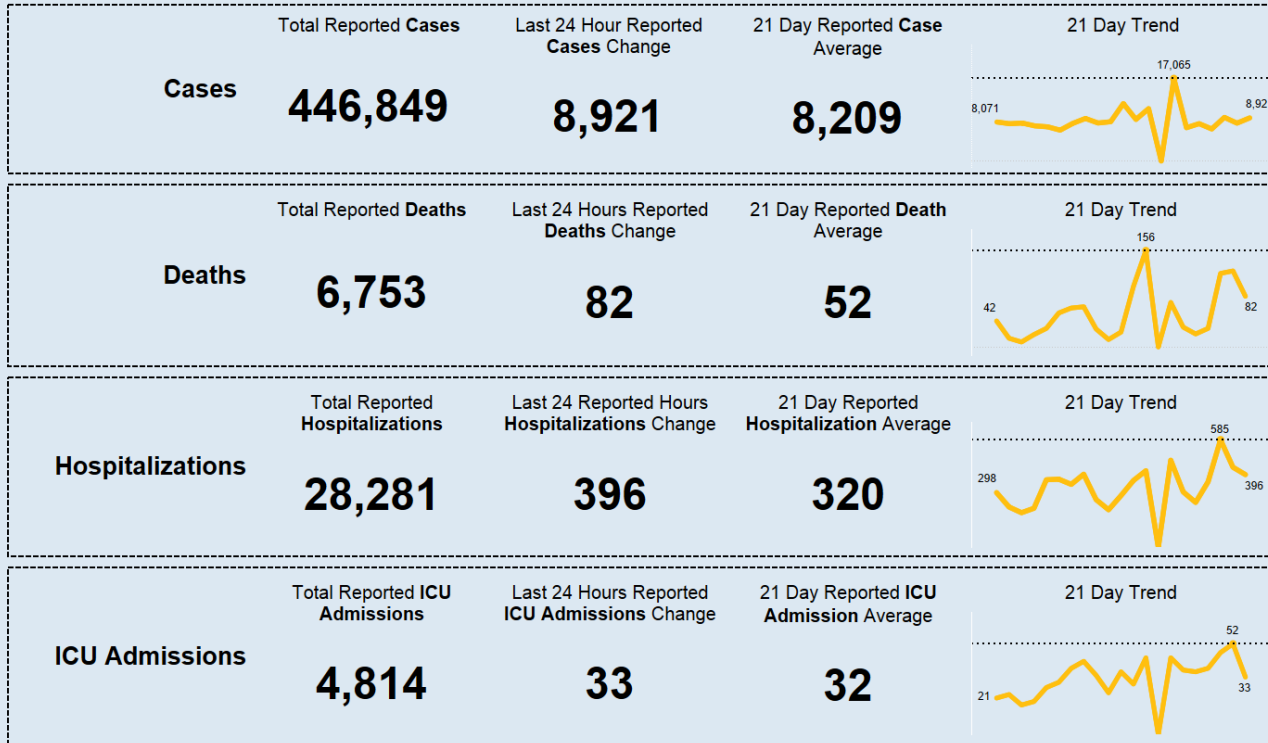 Cases
Total Reported Cases
446,849
Last 24 Hour Reported
Cases Change
8,921
21 Day Reported Case
Average
8,209
21 Day Trend
17,065
8,071
8,92
Deaths
Total Reported Deaths
6,753
Last 24 Hours Reported
Deaths Change
82
21 Day Reported Death
Average
52
21 Day Trend
156
42
82
Hospitalizations
Total Reported
Hospitalizations
28,281
Last 24 Reported Hours
Hospitalizations Change
396
21 Day Reported
Hospitalization Average
320
21 Day Trend
585
298
396
ICU Admissions
Total Reported ICU
Admissions
4,814
Last 24 Hours Reported
ICU Admissions Change
33
21 Day Reported ICU
Admission Average
32
21 Day Trend
52
21
33